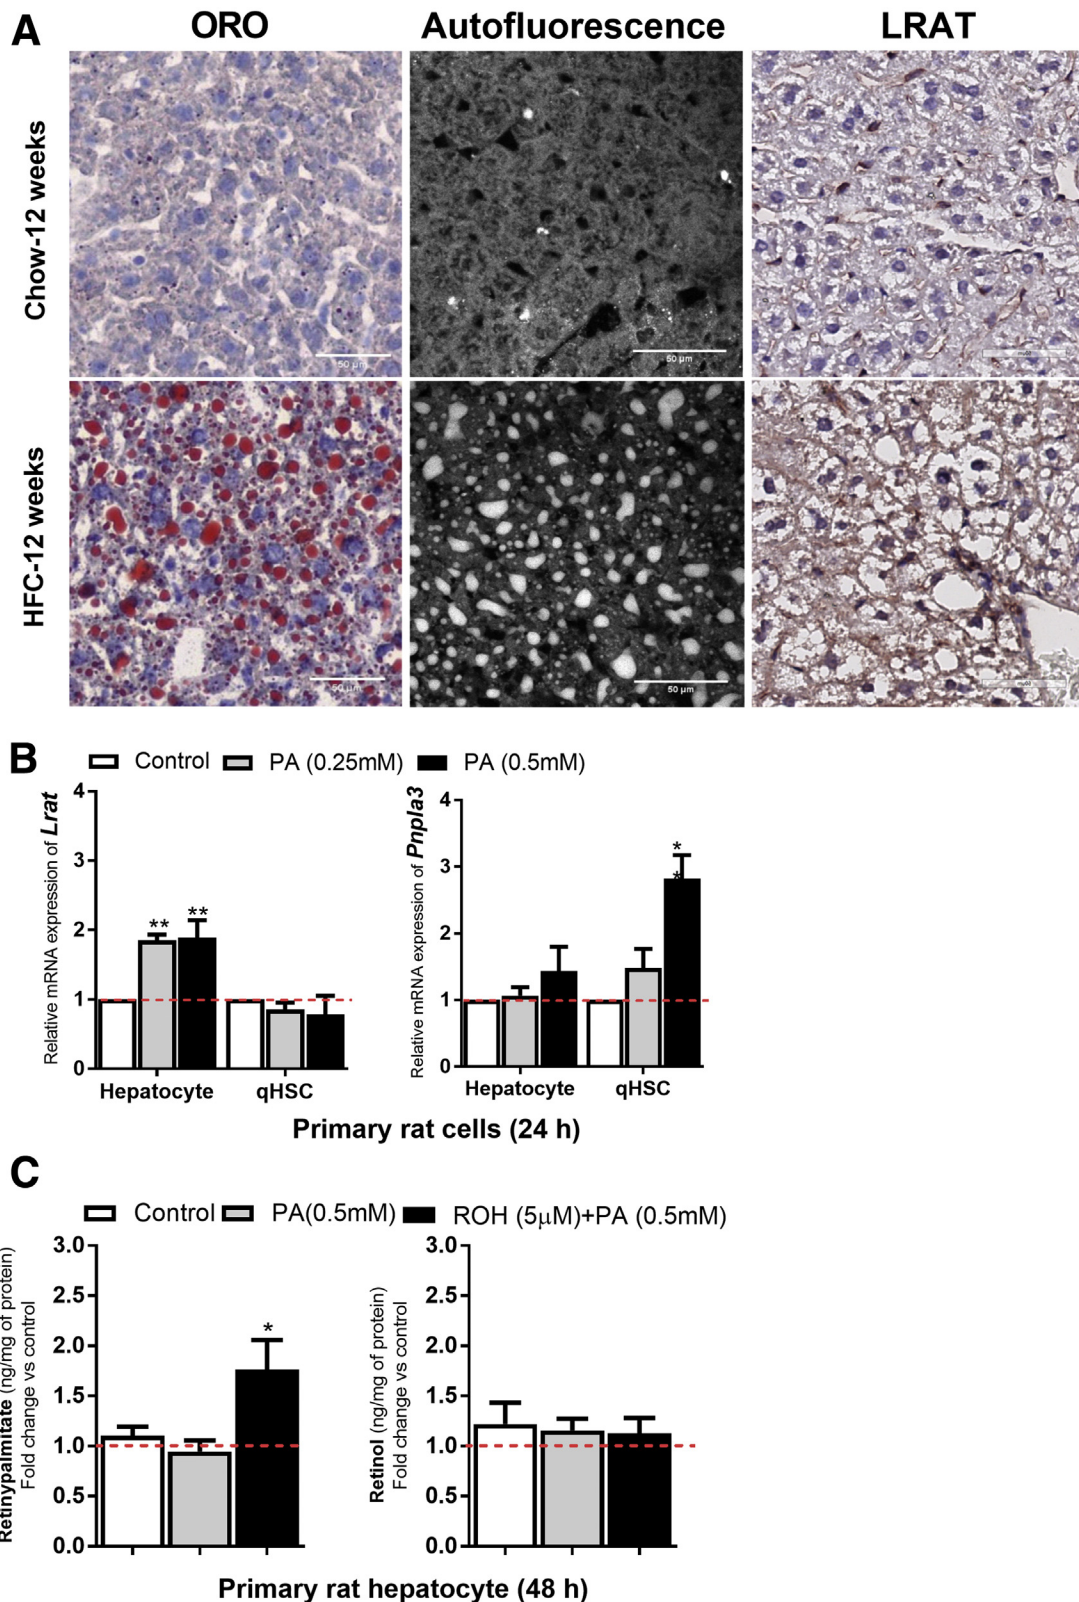 A
ORO
Autofluorescence
LRAT
Chow-12 weeks
50 µm
50 µm
HFC-12 weeks
50 µm
50 µm
B
Control
PA (0.25mM)
PA (0.5mM)
Relative mRNA expression of Lrat
4
3
2
1
0
**
**
Hepatocyte
qHSC
Relative mRNA expression of Pnpla3
4
3
2
1
0
*
*
Hepatocyte
qHSC
Primary rat cells (24 h)
C
Control
PA(0.5mM)
ROH (5µM)+PA (0.5mM)
Retinypalmitate (ng/mg of protein)
Fold change vs control
3.0
2.5
2.0
1.5
1.0
0.5
0.0
*
Retinol (ng/mg of protein)
Fold change vs control
3.0
2.5
2.0
1.5
1.0
0.5
0.0
Primary rat hepatocyte (48 h)